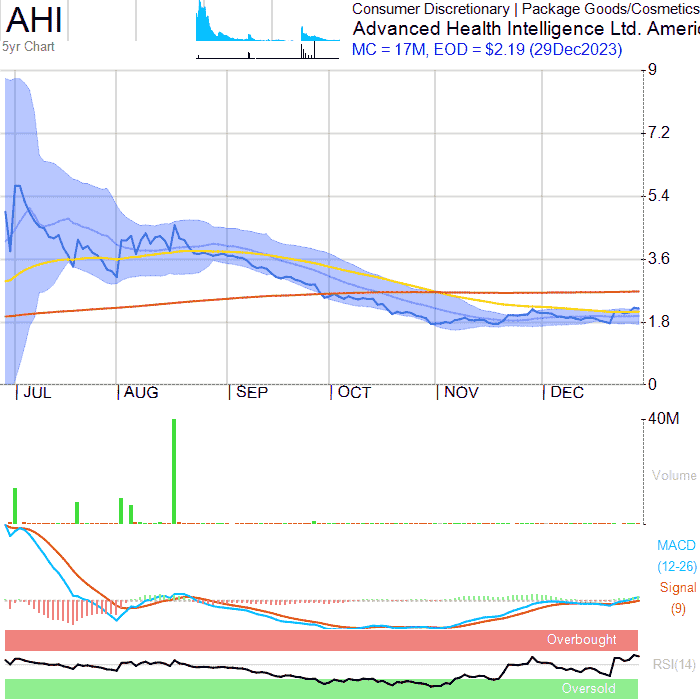 AHI
5yr Chart
Consumer Discretionary | Package Goods/Cosmetics
Advanced Health Intelligence Ltd. Ameri
MC = 17M, EOD = $2.19 (29Dec2023)
9
7.2
5.4
3.6
1.8
0
JUL AUG SEP OCT NOV DEC
40M
Volume
MACD
(12-26)
Signal
(9)
Overbought
RSI(14)
Oversold